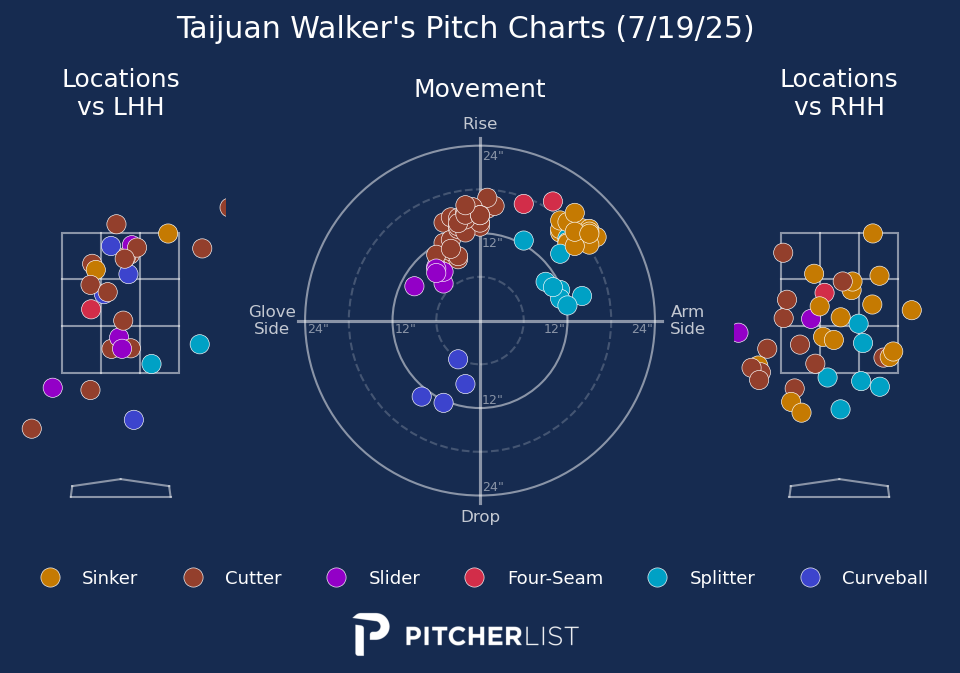 Taijuan Walker's Pitch Charts (7/19/25)
Locations
vs LHH
Movement
Locations
vs RHH
Rise
24"
12"
Glove
Side
24"
12"
12"
24"
Arm
Side
12"
24"
Drop
Sinker
Cutter
Slider
Four-Seam
Splitter
Curveball
PITCHERLIST